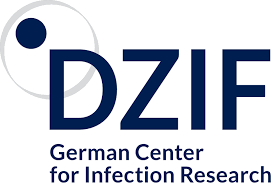 DZIF
German Center
for Infection Research